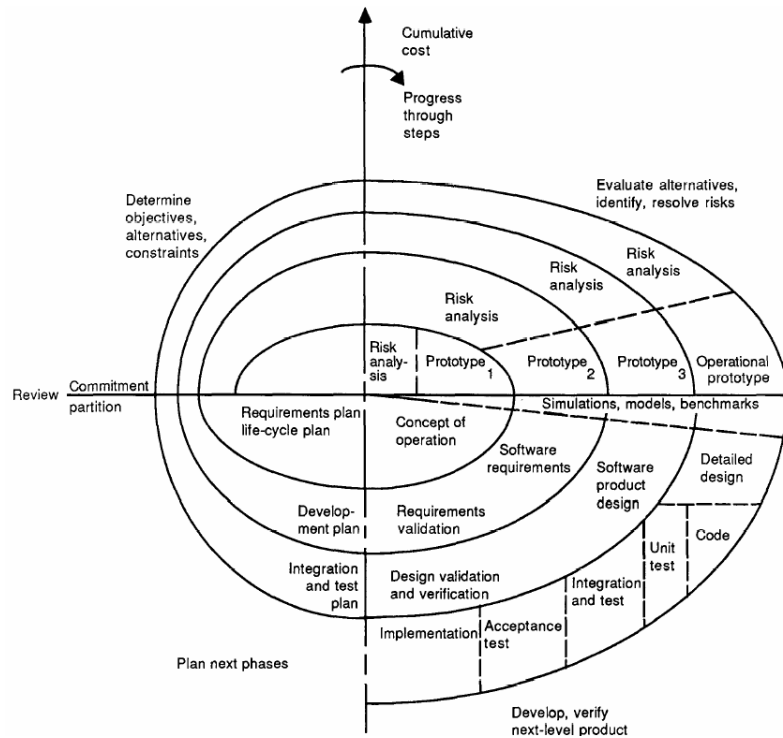 Cumulative
cost
Progress
through
steps
Determine
objectives,
alternatives,
constraints
Evaluate alternatives,
identify, resolve risks
Risk
analysis
Risk
analysis
Risk
analysis
Risk
analy-
sis
Prototype 1
Prototype 2
Prototype 3
Operational
prototype
Review
Commitment
partition
Simulations, models, benchmarks
Requirements plan
life-cycle plan
Concept of
operation
Software
requirements
Software
product
design
Detailed
design
Develop-
ment plan
Requirements
validation
Code
Unit
test
Integration
and test
plan
Design validation
and verification
Integration
and test
Implementation
Acceptance
test
Plan next phases
Develop, verify
next-level product